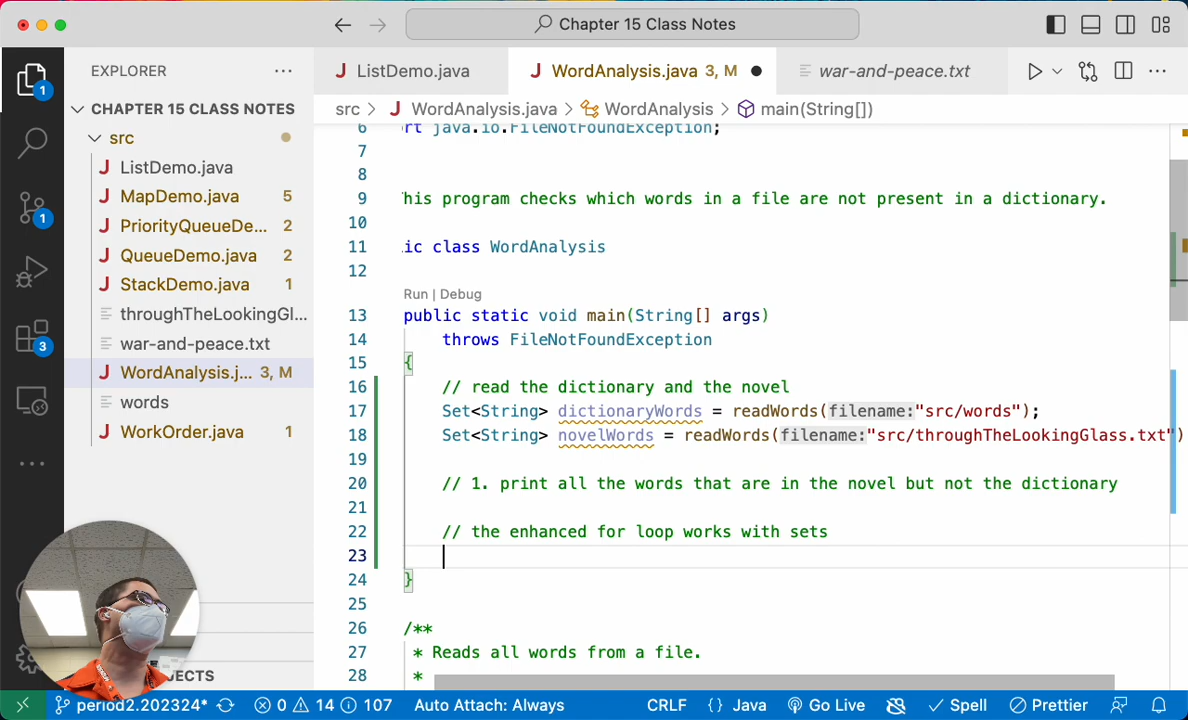 Chapter 15 Class Notes
EXPLORER
ListDemo.java
WordAnalysis.java 3, M
war-and-peace.txt
CHAPTER 15 CLASS NOTES
src
ListDemo.java
MapDemo.java 5
PriorityQueueDe... 2
QueueDemo.java 2
StackDemo.java 1
throughTheLookingGl...
war-and-peace.txt
WordAnalysis.j... 3, M
words
WorkOrder.java 1
1
1
3
src > WordAnalysis.java > WordAnalysis > main(String[])
6 rt java.io.FileNotFoundException;
7
8
9 his program checks which words in a file are not present in a dictionary.
10
11 ic class WordAnalysis
12
Run | Debug
13 public static void main(String[] args)
14 throws FileNotFoundException
15 {
16 // read the dictionary and the novel
17 Set<String> dictionaryWords = readWords(filename:"src/words");
18 Set<String> novelWords = readWords(filename:"src/throughTheLookingGlass.txt")
19
20 // 1. print all the words that are in the novel but not the dictionary
21
22 // the enhanced for loop works with sets
23
24 }
25
26 /**
27 * Reads all words from a file.
28 *
period2.202324* 0 14 107 Auto Attach: Always CRLF {} Java Go Live Spell Prettier